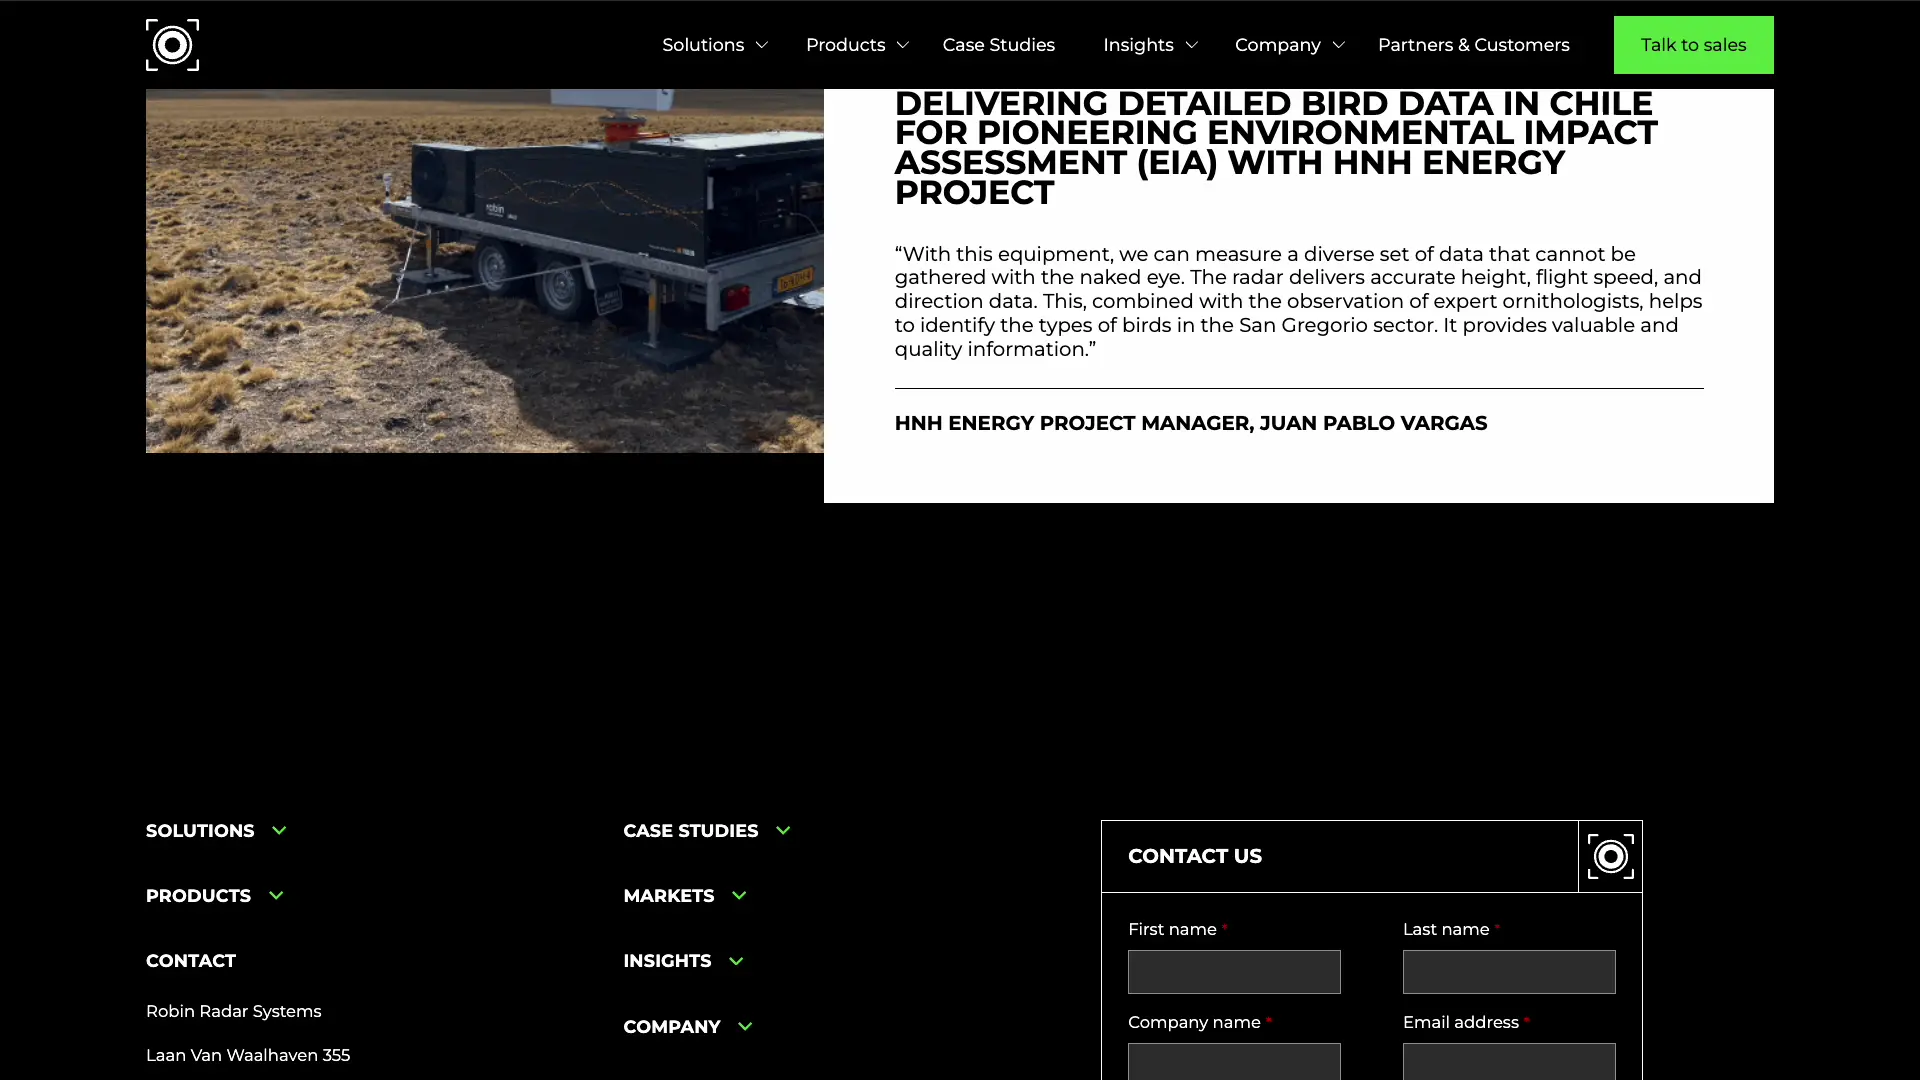 Solutions
Products
Case Studies
Insights
Company
Partners & Customers
Talk to sales
DELIVERING DETAILED BIRD DATA IN CHILE
FOR PIONEERING ENVIRONMENTAL IMPACT
ASSESSMENT (EIA) WITH HNH ENERGY
PROJECT
robin
“With this equipment, we can measure a diverse set of data that cannot be
gathered with the naked eye. The radar delivers accurate height, flight speed, and
direction data. This, combined with the observation of expert ornithologists, helps
to identify the types of birds in the San Gregorio sector. It provides valuable and
quality information.”
HNH ENERGY PROJECT MANAGER, JUAN PABLO VARGAS
SOLUTIONS
PRODUCTS
CONTACT
Robin Radar Systems
Laan Van Waalhaven 355
CASE STUDIES
MARKETS
INSIGHTS
COMPANY
CONTACT US
First name *
Last name *
Company name *
Email address *